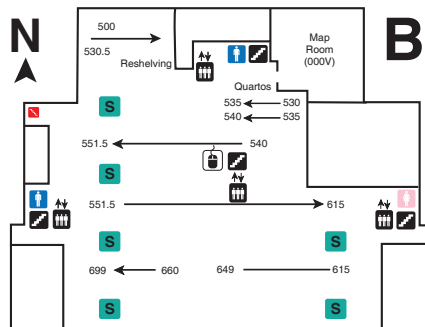 N
B
500
530.5
Reshelving
Map
Room
(000V)
Quartos
535 530
540 535
S
551.5 540
S
551.5 615
S S
699 660 649 615
S S